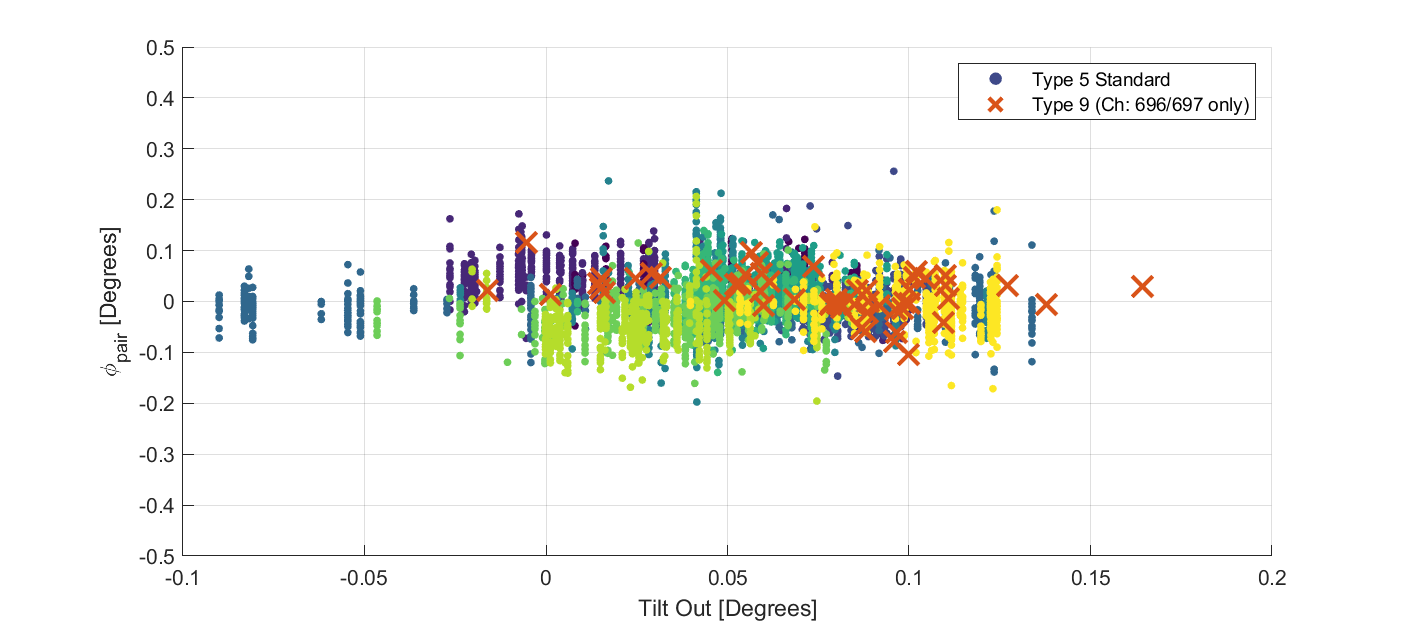 0.5
0.4
0.3
0.2
0.1
0
-0.1
-0.2
-0.3
-0.4
-0.5
ϕpair [Degrees]
Type 5 Standard
Type 9 (Ch: 696/697 only)
-0.1 -0.05 0 0.05 0.1 0.15 0.2
Tilt Out [Degrees]